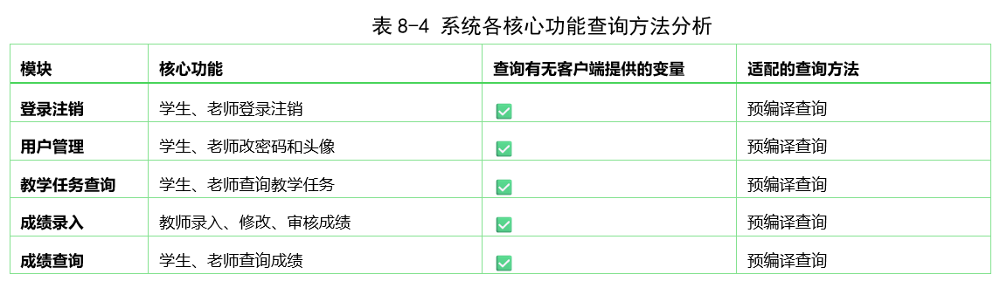 表 8-4 系统各核心功能查询方法分析
模块 核心功能 查询有无客户端提供的变量 适配的查询方法
登录注销 学生、老师登录注销 ✅ 预编译查询
用户管理 学生、老师改密码和头像 ✅ 预编译查询
教学任务查询 学生、老师查询教学任务 ✅ 预编译查询
成绩录入 教师录入、修改、审核成绩 ✅ 预编译查询
成绩查询 学生、老师查询成绩 ✅ 预编译查询